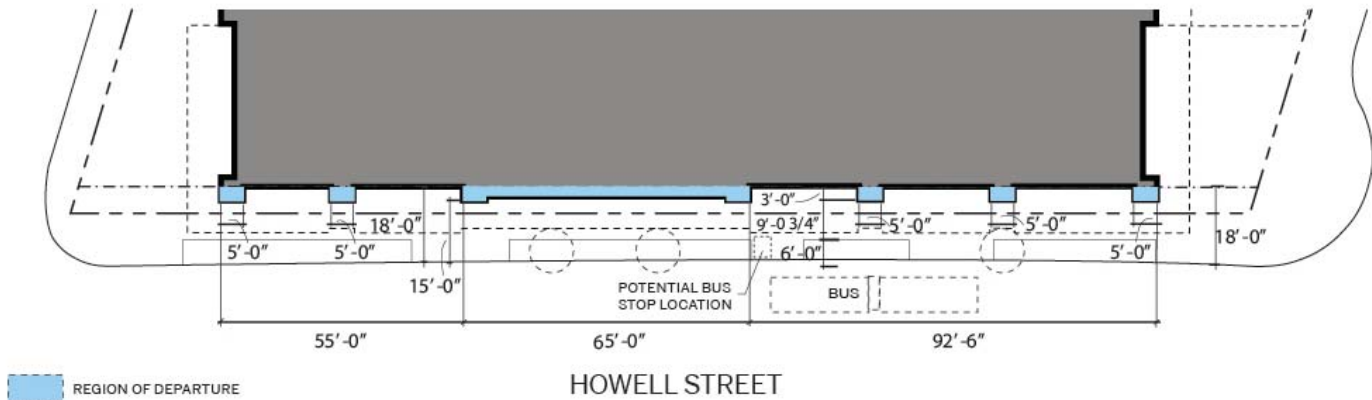 3'-0"
18'-0"
9'-0 3/4"
5'-0"
5'-0"
18'-0"
5'-0"
5'-0"
6'-0"
5'-0"
15'-0"
POTENTIAL BUS
STOP LOCATION
BUS
55'-0"
65'-0"
92'-6"
REGION OF DEPARTURE
HOWELL STREET